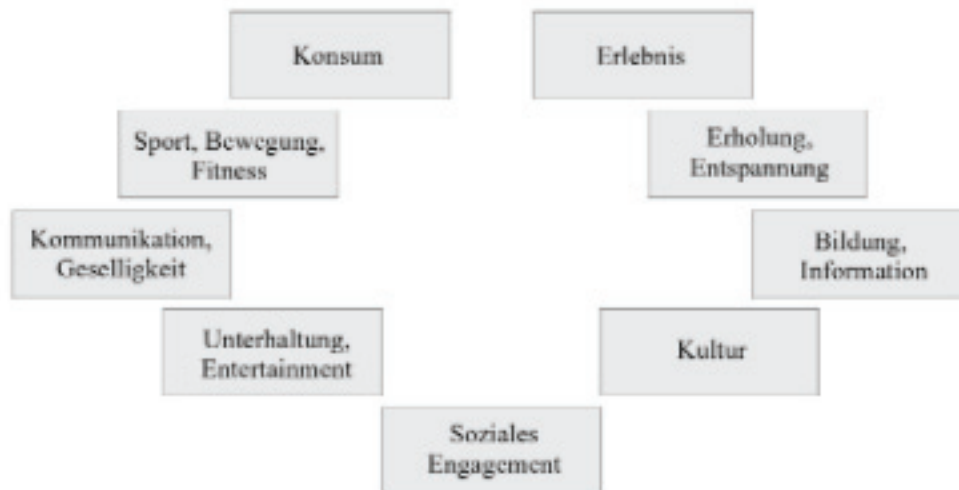 Konsum
Erlebnis
Sport, Bewegung,
Fitness
Erholung,
Entspannung
Kommunikation,
Geselligkeit
Bildung,
Information
Unterhaltung,
Entertainment
Kultur
Soziales
Engagement